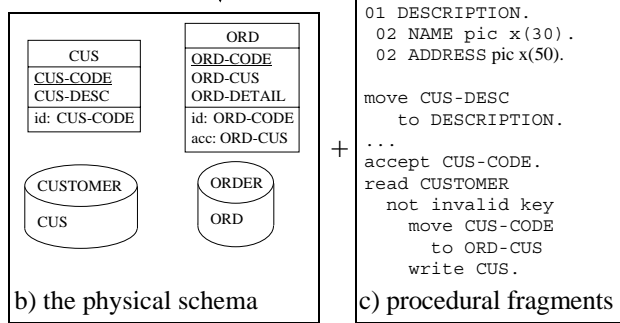 CUS
CUS-CODE
CUS-DESC
id: CUS-CODE
ORD
ORD-CODE
ORD-CUS
ORD-DETAIL
id: ORD-CODE
acc: ORD-CUS
CUSTOMER
CUS
ORDER
ORD
b) the physical schema
+
01 DESCRIPTION.
02 NAME pic x(30).
02 ADDRESS pic x(50).
move CUS-DESC
to DESCRIPTION.
...
accept CUS-CODE.
read CUSTOMER
not invalid key
move CUS-CODE
to ORD-CUS
write CUS.
c) procedural fragments